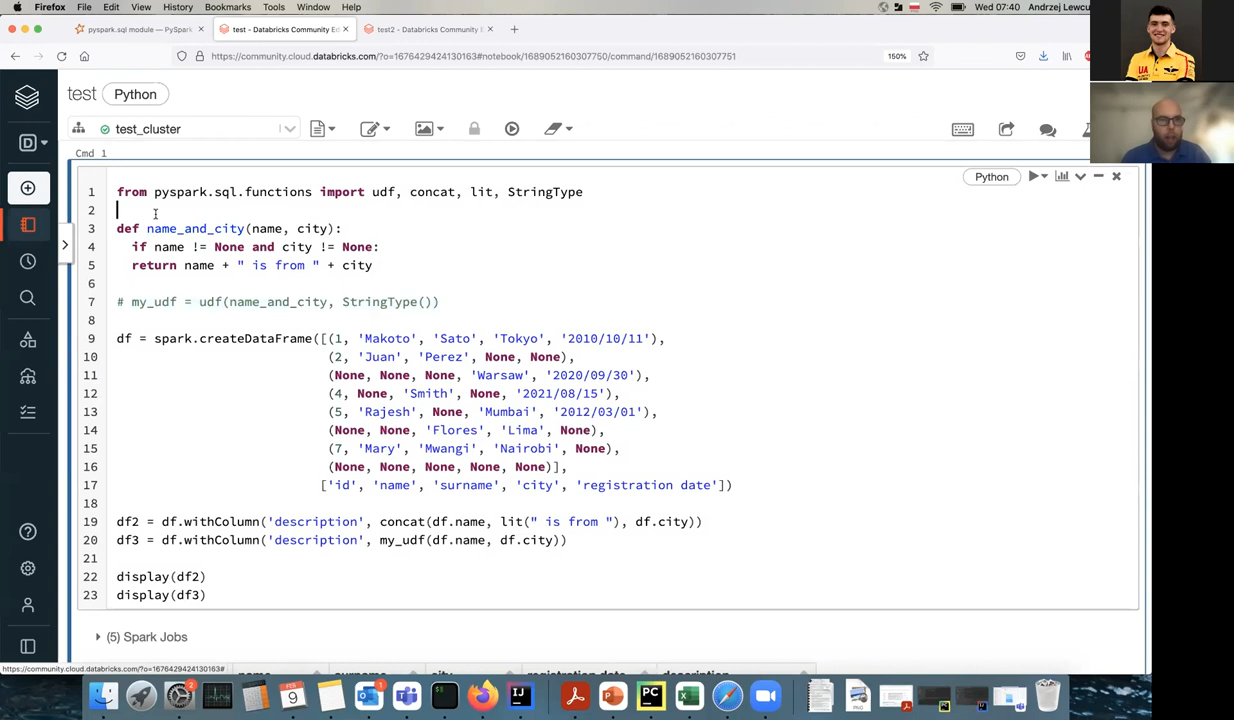 Firefox File Edit View History Bookmarks Tools Window Help Wed 07:40 Andrzej Lewcu
pyspark.sql module — PySpark test - Databricks Community Ed test2 - Databricks Community E
https://community.cloud.databricks.com/?o=1676429424130163#notebook/1689052160307750/command/1689052160307751 150%
test Python
D test_cluster
Cmd 1
Python
1 from pyspark.sql.functions import udf, concat, lit, StringType
2
3 def name_and_city(name, city):
4 if name != None and city != None:
5 return name + " is from " + city
6
7 # my_udf = udf(name_and_city, StringType())
8
9 df = spark.createDataFrame([(1, 'Makoto', 'Sato', 'Tokyo', '2010/10/11'),
10 (2, 'Juan', 'Perez', None, None),
11 (None, None, None, 'Warsaw', '2020/09/30'),
12 (4, None, 'Smith', None, '2021/08/15'),
13 (5, 'Rajesh', None, 'Mumbai', '2012/03/01'),
14 (None, None, 'Flores', 'Lima', None),
15 (7, 'Mary', 'Mwangi', 'Nairobi', None),
16 (None, None, None, None, None)],
17 ['id', 'name', 'surname', 'city', 'registration date'])
18
19 df2 = df.withColumn('description', concat(df.name, lit(" is from "), df.city))
20 df3 = df.withColumn('description', my_udf(df.name, df.city))
21
22 display(df2)
23 display(df3)
(5) Spark Jobs
https://community.cloud.databricks.com/?o=1676429424130163#
name surname city registration date description
FEB
9